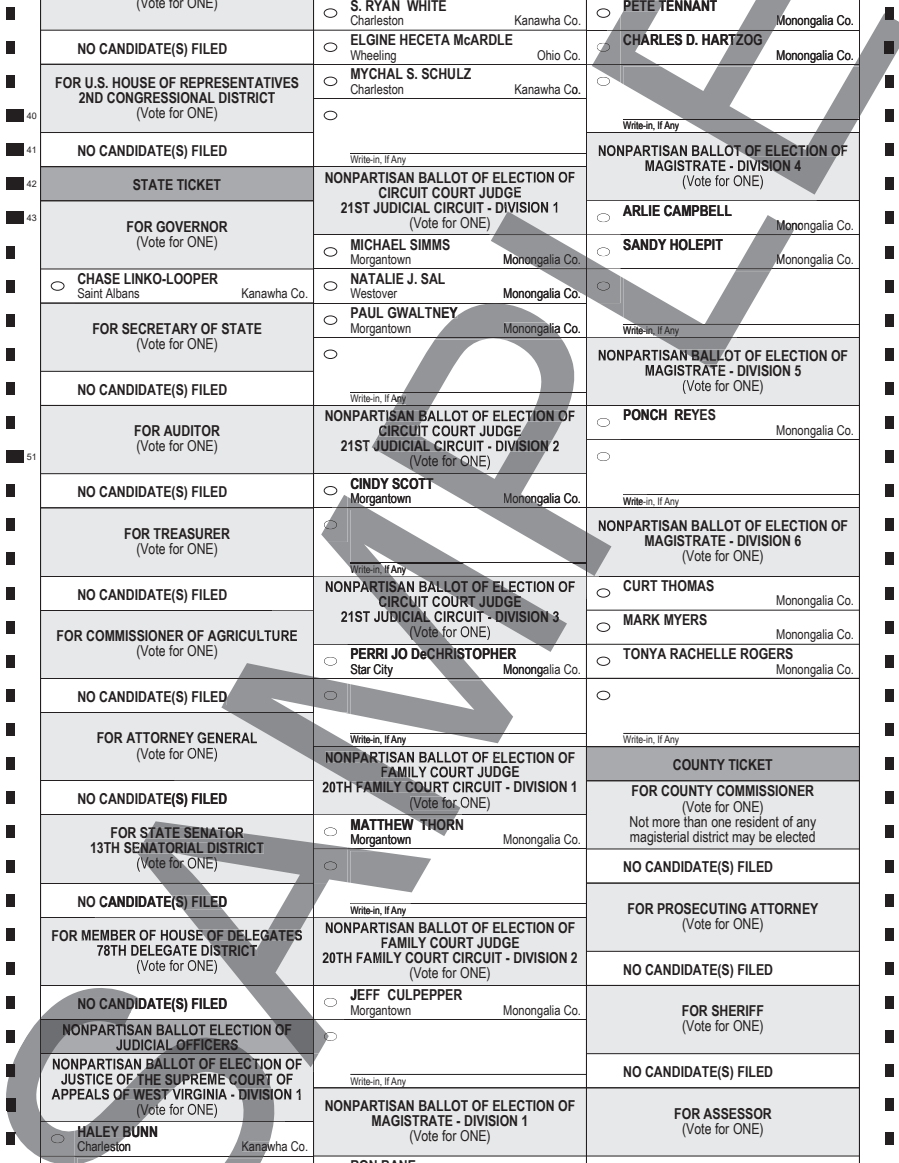 (Vote for ONE)
NO CANDIDATE(S) FILED
FOR U.S. HOUSE OF REPRESENTATIVES
2ND CONGRESSIONAL DISTRICT
(Vote for ONE)
40
NO CANDIDATE(S) FILED
41
STATE TICKET
42
FOR GOVERNOR
(Vote for ONE)
43
CHASE LINKO-LOOPER
Saint Albans Kanawha Co.
FOR SECRETARY OF STATE
(Vote for ONE)
NO CANDIDATE(S) FILED
FOR AUDITOR
(Vote for ONE)
51
NO CANDIDATE(S) FILED
FOR TREASURER
(Vote for ONE)
NO CANDIDATE(S) FILED
FOR COMMISSIONER OF AGRICULTURE
(Vote for ONE)
NO CANDIDATE(S) FILED
FOR ATTORNEY GENERAL
(Vote for ONE)
NO CANDIDATE(S) FILED
FOR STATE SENATOR
13TH SENATORIAL DISTRICT
(Vote for ONE)
NO CANDIDATE(S) FILED
FOR MEMBER OF HOUSE OF DELEGATES
78TH DELEGATE DISTRICT
(Vote for ONE)
NO CANDIDATE(S) FILED
NONPARTISAN BALLOT ELECTION OF
JUDICIAL OFFICERS
NONPARTISAN BALLOT OF ELECTION OF
JUSTICE OF THE SUPREME COURT OF
APPEALS OF WEST VIRGINIA - DIVISION 1
(Vote for ONE)
HALEY BUNN
Charleston Kanawha Co.
S. RYAN WHITE
Charleston Kanawha Co.
ELGINE HECETA McARDLE
Wheeling Ohio Co.
MYCHAL S. SCHULZ
Charleston Kanawha Co.
Write-in, If Any
NONPARTISAN BALLOT OF ELECTION OF
CIRCUIT COURT JUDGE
21ST JUDICIAL CIRCUIT - DIVISION 1
(Vote for ONE)
MICHAEL SIMMS
Morgantown Monongalia Co.
NATALIE J. SAL
Westover Monongalia Co.
PAUL GWALTNEY
Morgantown Monongalia Co.
Write-in, If Any
NONPARTISAN BALLOT OF ELECTION OF
CIRCUIT COURT JUDGE
21ST JUDICIAL CIRCUIT - DIVISION 2
(Vote for ONE)
CINDY SCOTT
Morgantown Monongalia Co.
Write-in, If Any
NONPARTISAN BALLOT OF ELECTION OF
CIRCUIT COURT JUDGE
21ST JUDICIAL CIRCUIT - DIVISION 3
(Vote for ONE)
PERRI JO DeCHRISTOPHER
Star City Monongalia Co.
Write-in, If Any
NONPARTISAN BALLOT OF ELECTION OF
FAMILY COURT JUDGE
20TH FAMILY COURT CIRCUIT - DIVISION 1
(Vote for ONE)
MATTHEW THORN
Morgantown Monongalia Co.
Write-in, If Any
NONPARTISAN BALLOT OF ELECTION OF
FAMILY COURT JUDGE
20TH FAMILY COURT CIRCUIT - DIVISION 2
(Vote for ONE)
JEFF CULPEPPER
Morgantown Monongalia Co.
Write-in, If Any
NONPARTISAN BALLOT OF ELECTION OF
MAGISTRATE - DIVISION 1
(Vote for ONE)
RON BANE
PETE TENNANT
Monongalia Co.
CHARLES D. HARTZOG
Monongalia Co.
Write-in, If Any
NONPARTISAN BALLOT OF ELECTION OF
MAGISTRATE - DIVISION 4
(Vote for ONE)
ARLIE CAMPBELL
Monongalia Co.
SANDY HOLEPIT
Monongalia Co.
Write-in, If Any
NONPARTISAN BALLOT OF ELECTION OF
MAGISTRATE - DIVISION 5
(Vote for ONE)
PONCH REYES
Monongalia Co.
Write-in, If Any
NONPARTISAN BALLOT OF ELECTION OF
MAGISTRATE - DIVISION 6
(Vote for ONE)
CURT THOMAS
Monongalia Co.
MARK MYERS
Monongalia Co.
TONYA RACHELLE ROGERS
Monongalia Co.
Write-in, If Any
COUNTY TICKET
FOR COUNTY COMMISSIONER
(Vote for ONE)
Not more than one resident of any
magisterial district may be elected
NO CANDIDATE(S) FILED
FOR PROSECUTING ATTORNEY
(Vote for ONE)
NO CANDIDATE(S) FILED
FOR SHERIFF
(Vote for ONE)
NO CANDIDATE(S) FILED
FOR ASSESSOR
(Vote for ONE)
SAMPLE